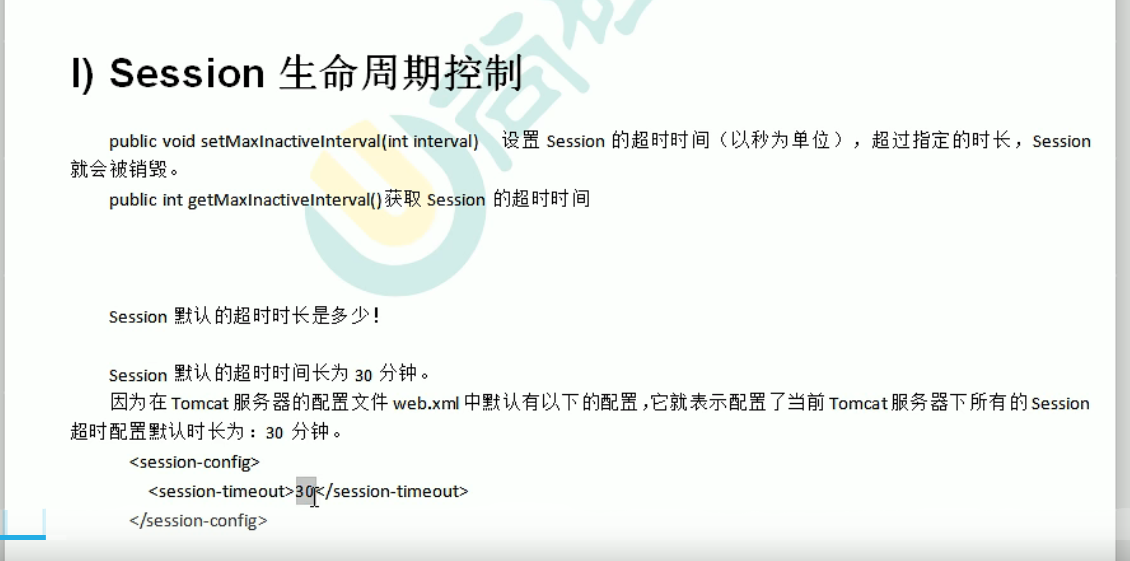 I) Session 生命周期控制
public void setMaxInactiveInterval(int interval) 设置 Session 的超时时间（以秒为单位），超过指定的时长，Session
就会被销毁。
public int getMaxInactiveInterval()获取 Session 的超时时间
Session 默认的超时时长是多少！
Session 默认的超时时间长为 30 分钟。
因为在 Tomcat 服务器的配置文件 web.xml 中默认有以下的配置，它就表示配置了当前 Tomcat 服务器下所有的 Session
超时配置默认时长为：30 分钟。
<session-config>
<session-timeout>30</session-timeout>
</session-config>